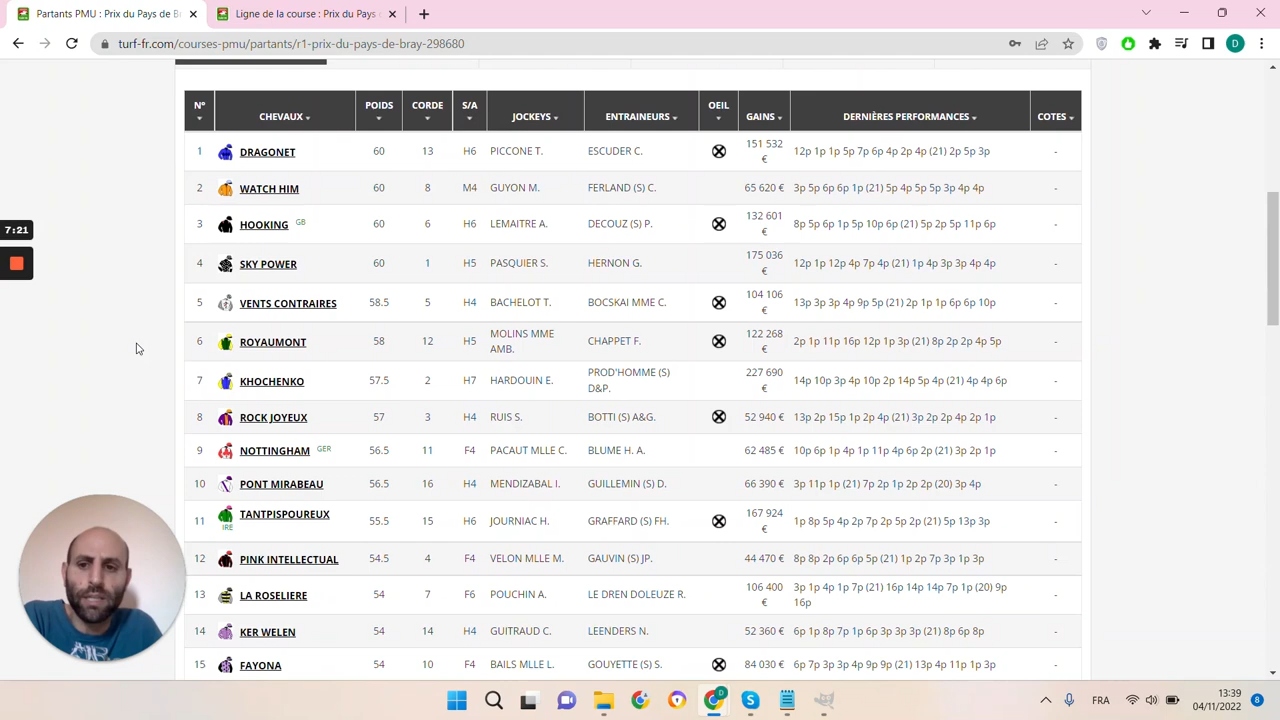 Partants PMU : Prix du Pays de Br
Ligne de la course : Prix du Pays
turf-fr.com/courses-pmu/partants/r1-prix-du-pays-de-bray-298680
D
N° CHEVAUX POIDS CORDE S/A JOCKEYS ENTRAINEURS OEIL GAINS DERNIÈRES PERFORMANCES COTES
1 DRAGONET 60 13 H6 PICCONE T. ESCUDER C. 151 532 € 12p 1p 1p 5p 7p 6p 4p 2p 4p (21) 2p 5p 3p -
2 WATCH HIM 60 8 M4 GUYON M. FERLAND (S) C. 65 620 € 3p 5p 6p 6p 1p (21) 5p 4p 5p 5p 3p 4p 4p -
7:21
3 HOOKING GB 60 6 H6 LEMAITRE A. DECOUZ (S) P. 132 601 € 8p 5p 6p 1p 5p 10p 6p (21) 5p 2p 5p 11p 6p -
4 SKY POWER 60 1 H5 PASQUIER S. HERNON G. 175 036 € 12p 1p 12p 4p 7p 4p (21) 1p 4p 3p 3p 4p 4p -
5 VENTS CONTRAIRES 58.5 5 H4 BACHELOT T. BOCSKAI MME C. 104 106 € 13p 3p 3p 4p 9p 5p (21) 2p 1p 1p 6p 6p 10p -
6 ROYAUMONT 58 12 H5 MOLINS MME AMB. CHAPPET F. 122 268 € 2p 1p 11p 16p 12p 1p 3p (21) 8p 2p 2p 4p 5p -
7 KHOCHENKO 57.5 2 H7 HARDOUIN E. PROD'HOMME (S) D&P. 227 690 € 14p 10p 3p 4p 10p 2p 14p 5p 4p (21) 4p 4p 6p -
8 ROCK JOYEUX 57 3 H4 RUIS S. BOTTI (S) A&G. 52 940 € 13p 2p 15p 1p 2p 4p (21) 3p 2p 2p 4p 2p 1p -
9 NOTTINGHAM GER 56.5 11 F4 PACAUT MLLE C. BLUME H. A. 62 485 € 10p 6p 1p 4p 1p 11p 4p 6p 2p (21) 3p 2p 1p -
10 PONT MIRABEAU 56.5 16 H4 MENDIZABAL I. GUILLEMIN (S) D. 66 390 € 3p 11p 1p (21) 7p 2p 1p 2p 2p (20) 3p 4p -
11 TANTPISPOUREUX IRE 55.5 15 H6 JOURNIAC H. GRAFFARD (S) FH. 167 924 € 1p 8p 5p 4p 2p 7p 2p 5p 2p (21) 5p 13p 3p -
12 PINK INTELLECTUAL 54.5 4 F4 VELON MLLE M. GAUVIN (S) JP. 44 470 € 8p 8p 2p 6p 6p 5p (21) 1p 2p 7p 3p 1p 3p -
13 LA ROSELIERE 54 7 F6 POUCHIN A. LE DREN DOLEUZE R. 106 400 € 3p 1p 4p 1p 7p (21) 16p 14p 14p 7p 1p (20) 9p 16p -
14 KER WELEN 54 14 H4 GUITRAUD C. LEENDERS N. 52 360 € 6p 1p 8p 7p 1p 6p 3p 3p 3p (21) 8p 6p 8p -
15 FAYONA 54 10 F4 BAILS MLLE L. GOUYETTE (S) S. 84 030 € 6p 7p 3p 3p 4p 9p 9p (21) 13p 4p 11p 1p 3p -
FRA
13:39
04/11/2022
8